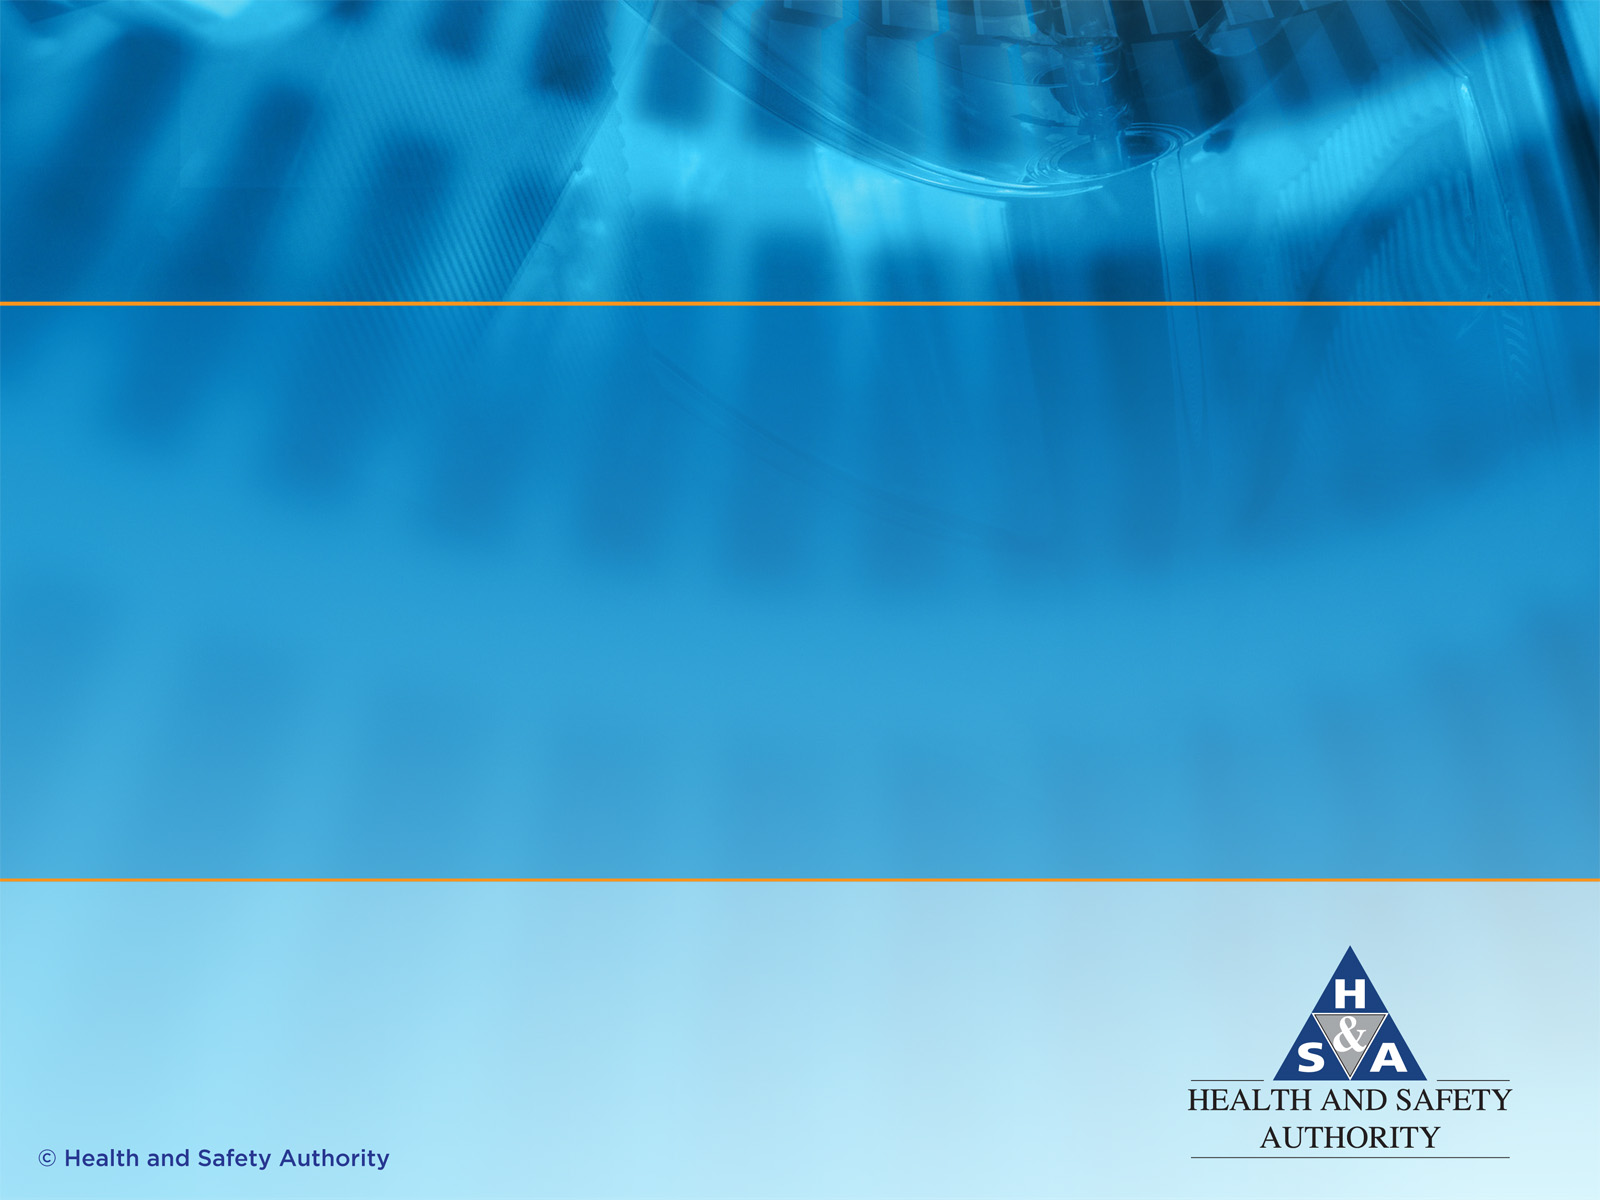 H
&
S A
HEALTH AND SAFETY
AUTHORITY
© Health and Safety Authority